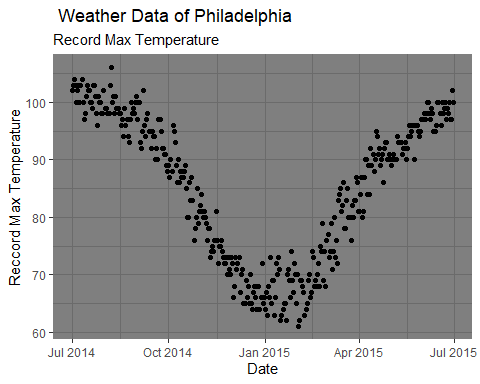 Weather Data of Philadelphia
Record Max Temperature
Reccord Max Temperature
100
90
80
70
60
Jul 2014
Oct 2014
Jan 2015
Apr 2015
Jul 2015
Date